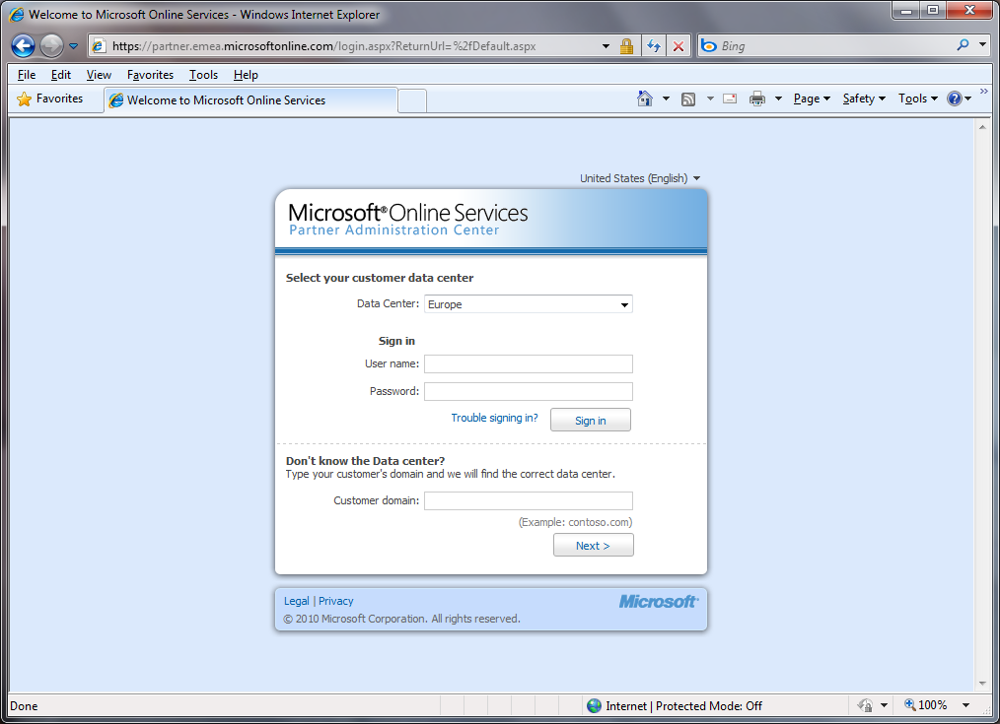 Welcome to Microsoft Online Services - Windows Internet Explorer
https://partner.emea.microsoftonline.com/login.aspx?ReturnUrl=%2fDefault.aspx
Bing
File Edit View Favorites Tools Help
Favorites Welcome to Microsoft Online Services Page Safety Tools
United States (English)
Microsoft® Online Services
Partner Administration Center
Select your customer data center
Data Center: Europe
Sign in
User name:
Password:
Trouble signing in? Sign in
Don't know the Data center?
Type your customer's domain and we will find the correct data center.
Customer domain:
(Example: contoso.com)
Next >
Legal | Privacy Microsoft
© 2010 Microsoft Corporation. All rights reserved.
Done Internet | Protected Mode: Off 100%